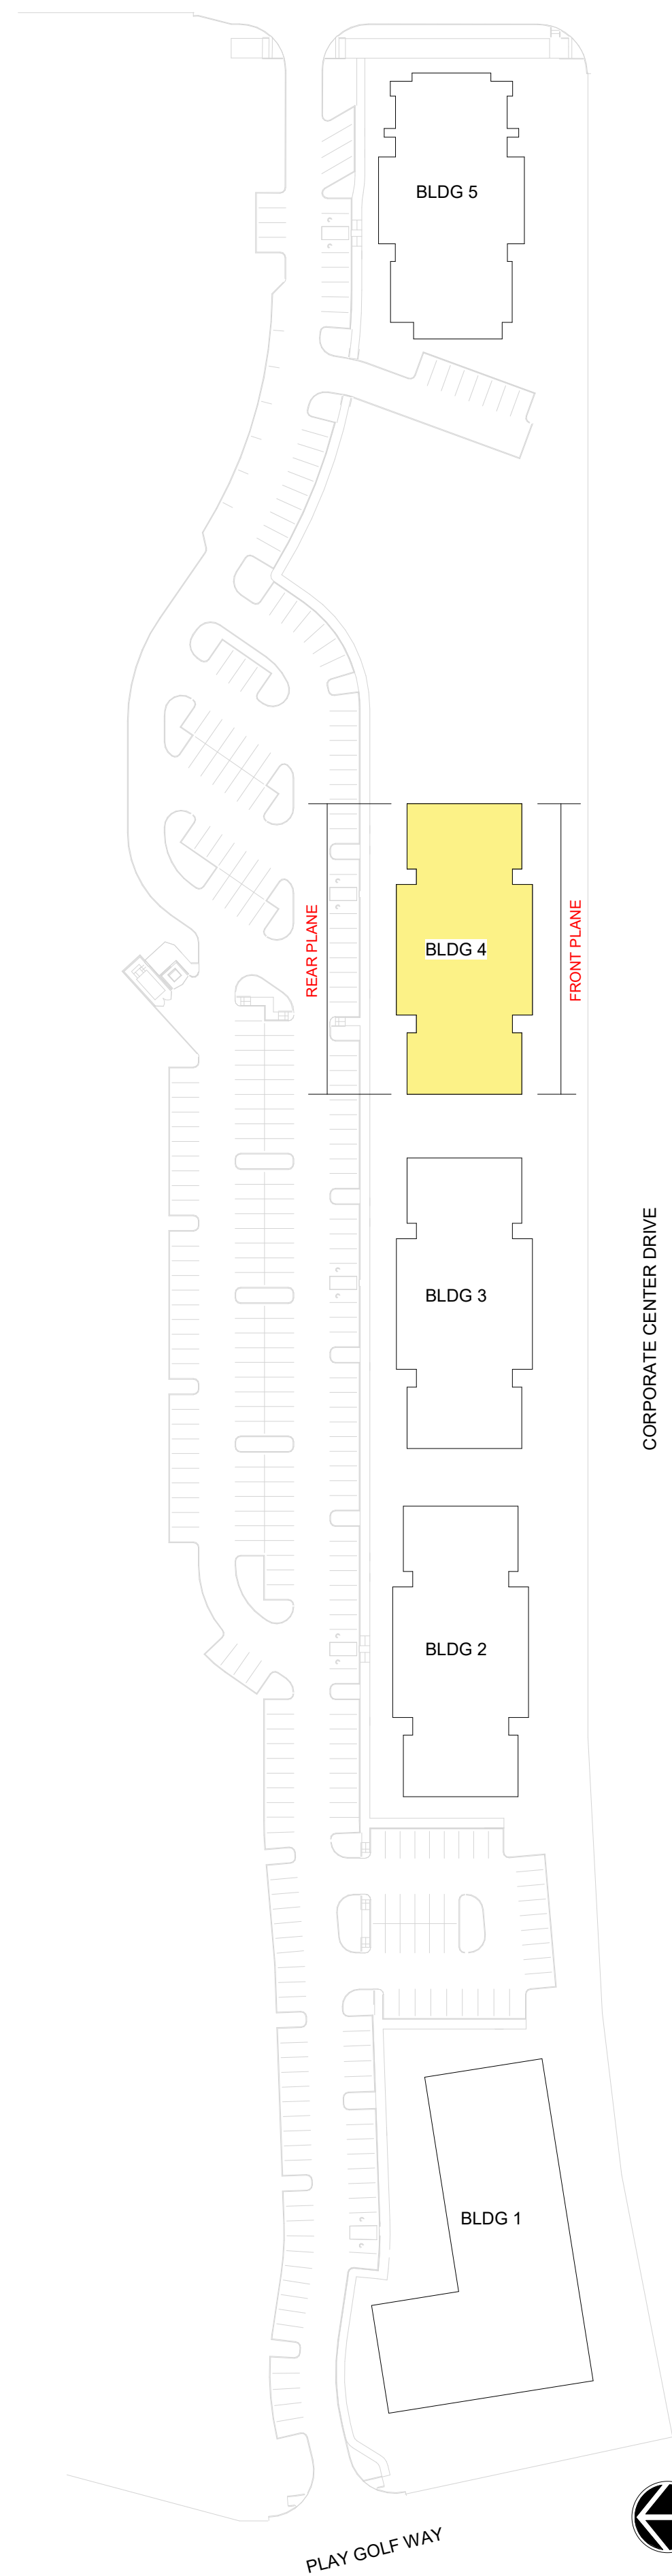 BLDG 5
REAR PLANE
BLDG 4
FRONT PLANE
BLDG 3
CORPORATE CENTER DRIVE
BLDG 2
BLDG 1
PLAY GOLF WAY